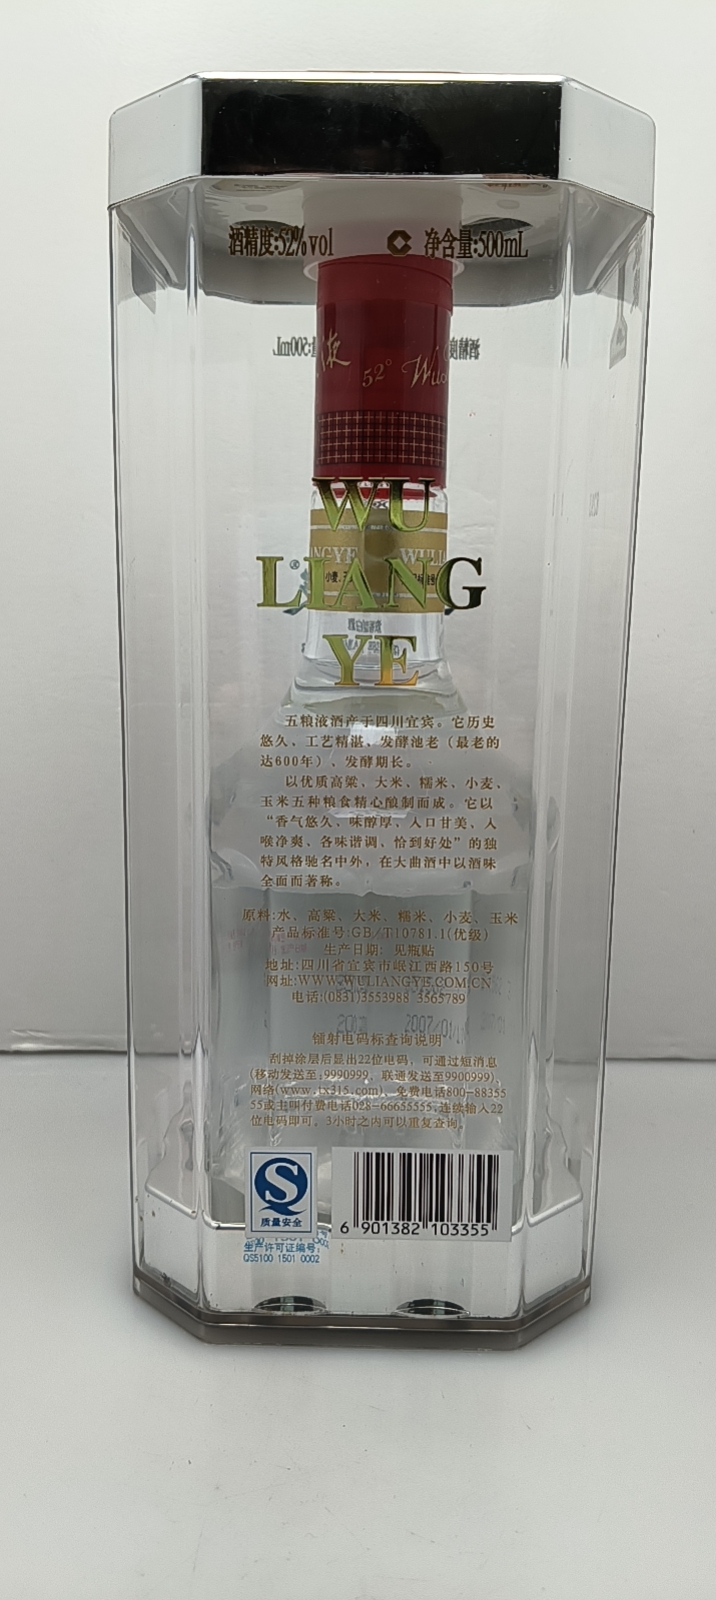 酒精度:52%vol 净含量:500mL
液 52° Wul
WU
LIANG®
YE
五粮液酒产于四川宜宾。它历史
悠久、工艺精湛、发酵池老（最老的
达600年）、发酵期长。
以优质高粱、大米、糯米、小麦、
玉米五种粮食精心酿制而成。它以
“香气悠久、味醇厚、入口甘美、入
喉净爽、各味谐调、恰到好处”的独
特风格驰名中外，在大曲酒中以酒味
全面而著称。
原料:水、高粱、大米、糯米、小麦、玉米
产品标准号:GB/T10781.1(优级)
生产日期: 见瓶贴
地址:四川省宜宾市岷江西路150号
网址:WWW.WULIANGYE.COM.CN
电话:(0831)3553988 3565789
镭射电码标查询说明
刮掉涂层后显出22位电码，可通过短消息
(移动发送至:9990999，联通发送至9900999)、
网络(www.tx315.com)、免费电话800-88355
55或主叫付费电话028-66655555,连续输入22
位电码即可，3小时之内可以重复查询。
质量安全
生产许可证编号:
QS5100 1501 0002
6 901382 103355